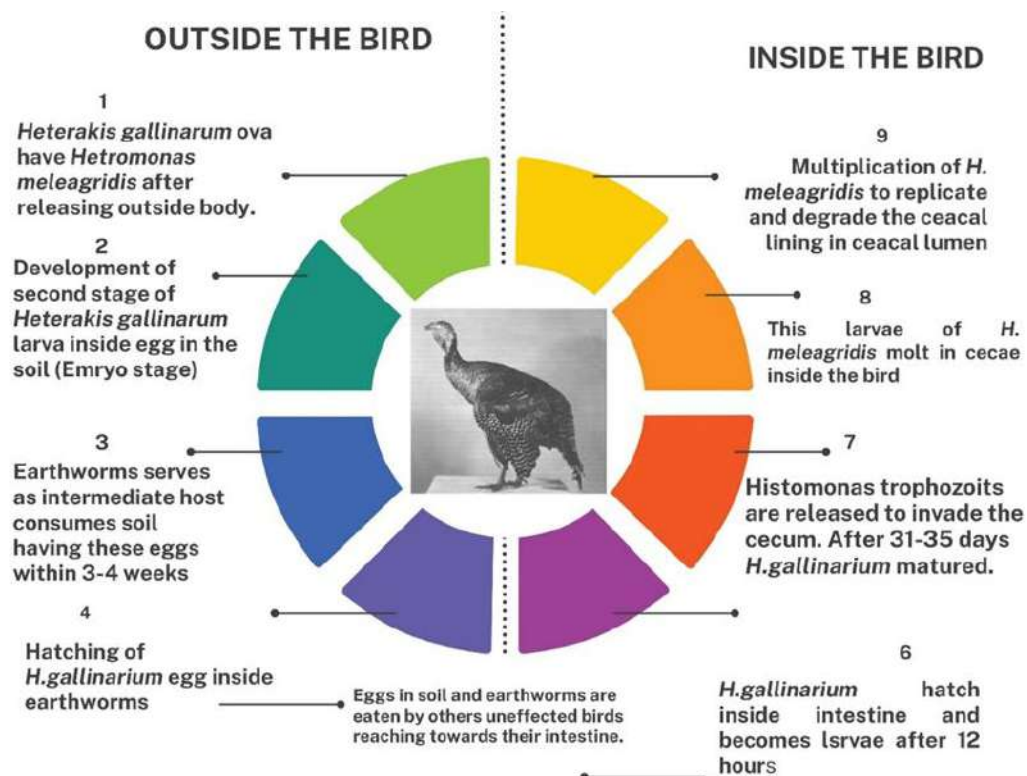 OUTSIDE THE BIRD
1
Heterakis gallinarum ova
have Hetromonas
meleagridis after
releasing outside body.
2
Development of
second stage of
Heterakis gallinarum
larva inside egg in the
soil (Emryo stage)
3
Earthworms serves
as intermediate host
consumes soil
having these eggs
within 3-4 weeks
4
Hatching of
H.gallinarium egg inside
earthworms
Eggs in soil and earthworms are
eaten by others uneffected birds
reaching towards their intestine.
INSIDE THE BIRD
9
Multiplication of H.
meleagridis to replicate
and degrade the ceacal
lining in ceacal lumen
8
This larvae of H.
meleagridis molt in cecae
inside the bird
7
Histomonas trophozoits
are released to invade the
cecum. After 31-35 days
H.gallinarium matured.
6
H.gallinarium hatch
inside intestine and
becomes lsrvae after 12
hours